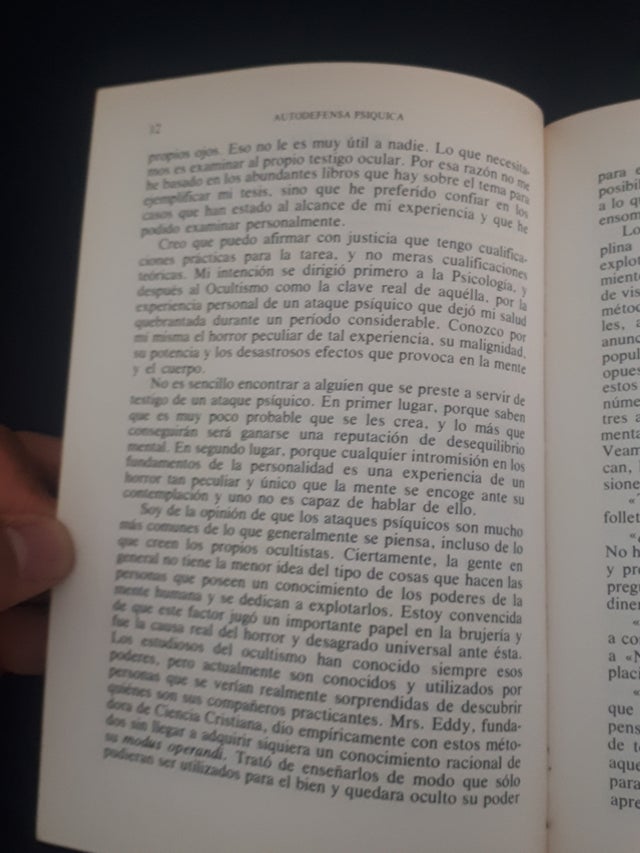 12
AUTODEFENSA PSIQUICA
propios ojos. Eso no le es muy útil a nadie. Lo que necesita-
mos es examinar al propio testigo ocular. Por esa razón no me
he basado en los abundantes libros que hay sobre el tema para
ejemplificar mi tesis, sino que he preferido confiar en los
casos que han estado al alcance de mi experiencia y que he
podido examinar personalmente.
Creo que puedo afirmar con justicia que tengo cualifica-
ciones prácticas para la tarea, y no meras cualificaciones
teóricas. Mi intención se dirigió primero a la Psicología, y
después al Ocultismo como la clave real de aquélla, por la
experiencia personal de un ataque psíquico que dejó mi salud
quebrantada durante un período considerable. Conozco por
mi misma el horror peculiar de tal experiencia, su malignidad,
su potencia y los desastrosos efectos que provoca en la mente
y el cuerpo.
No es sencillo encontrar a alguien que se preste a servir de
testigo de un ataque psíquico. En primer lugar, porque saben
que es muy poco probable que se les crea, y lo más que
conseguirán será ganarse una reputación de desequilibrio
mental. En segundo lugar, porque cualquier intromisión en los
fundamentos de la personalidad es una experiencia de un
horror tan peculiar y único que la mente se encoge ante su
contemplación y uno no es capaz de hablar de ello.
Soy de la opinión de que los ataques psíquicos son mucho
más comunes de lo que generalmente se piensa, incluso de lo
que creen los propios ocultistas. Ciertamente, la gente en
general no tiene la menor idea del tipo de cosas que hacen las
personas que poseen un conocimiento de los poderes de la
mente humana y se dedican a explotarlos. Estoy convencida
de que este factor jugó un importante papel en la brujería y
fue la causa real del horror y desagrado universal ante ésta.
Los estudiosos del ocultismo han conocido siempre esos
poderes, pero actualmente son conocidos y utilizados por
personas que se verían realmente sorprendidas de descubrir
quiénes son sus compañeros practicantes. Mrs. Eddy, funda-
dora de Ciencia Cristiana, dio empíricamente con estos méto-
dos sin llegar a adquirir siquiera un conocimiento racional de
su modus operandi. Trató de enseñarlos de modo que sólo
pudieran ser utilizados para el bien y quedara oculto su poder
para e
posibil
a lo qu
ensom
Lo
plina
explot
miento
de vis
métoc
les, a
anunc
popul
opues
estos
núme
tres a
menta
Veam
can,
sione
follet
No h
y pre
pregu
diner
«
a co
a «N
placi
«
que
pens
de te
aque
para
apre